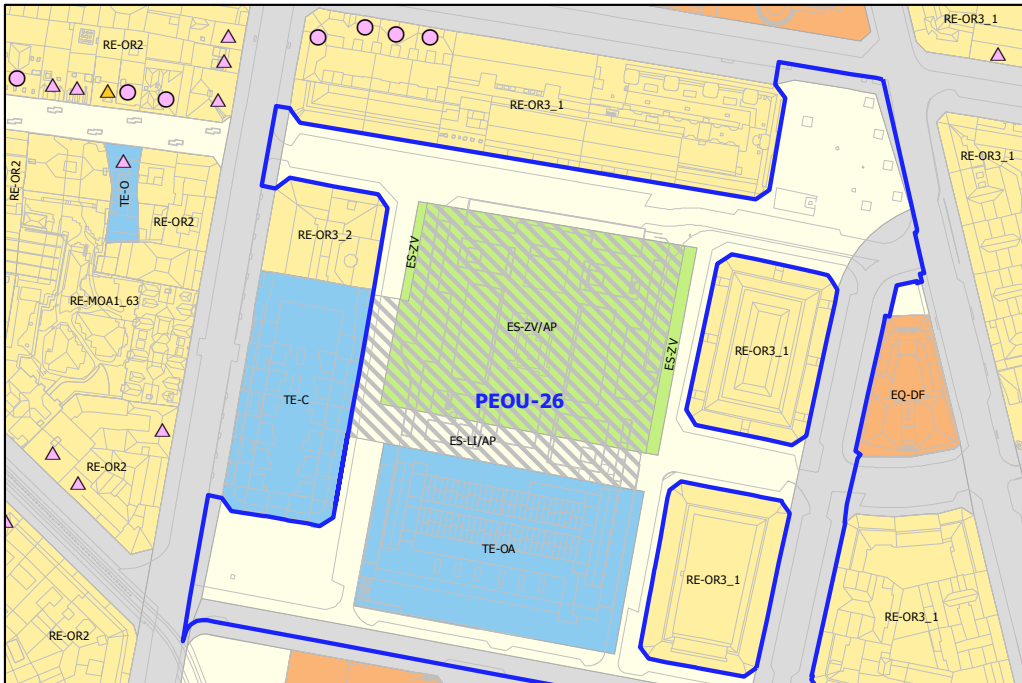 RE-OR3_1
RE-OR2
RE-OR3_1
RE-OR3_1
RE-OR2
TE-O
RE-OR2
RE-OR3_2
ES-ZV
RE-MOA1_63
ES-ZV/AP
ES-ZV
RE-OR3_1
EQ-DF
TE-C
PEOU-26
ES-LI/AP
RE-OR2
TE-OA
RE-OR3_1
RE-OR3_1
RE-OR2